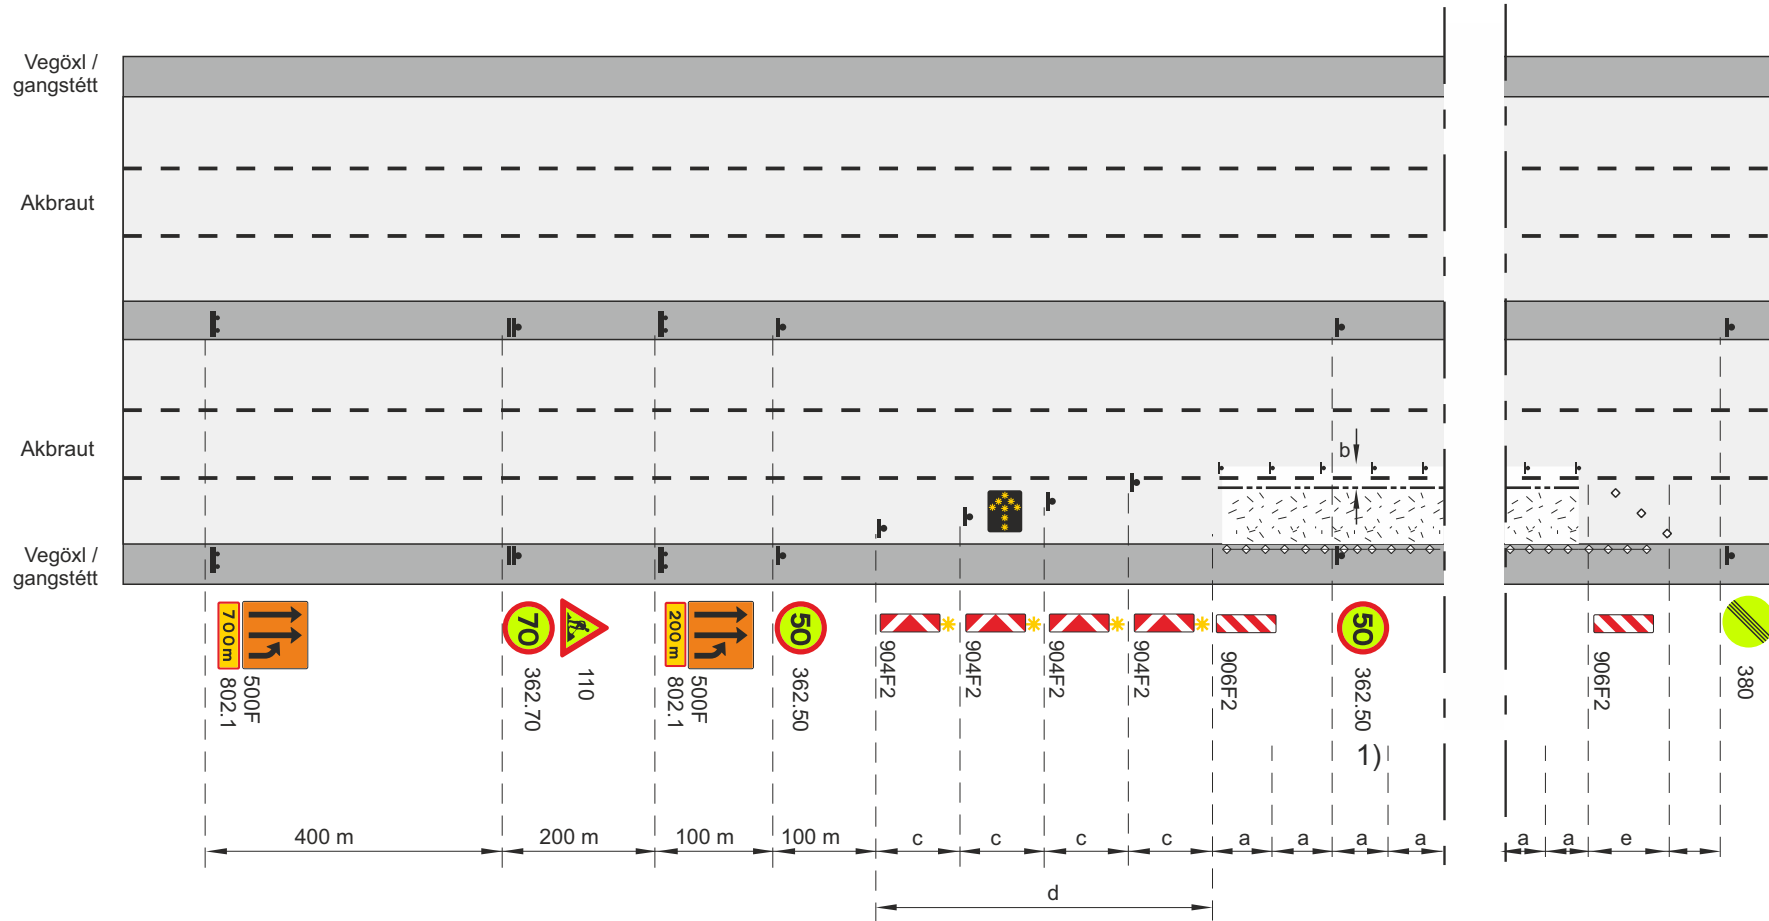 Vegöxl /
gangstétt
Akbraut
Akbraut
Vegöxl /
gangstétt
b
700 m
500F
802.1
70
362.70
110
200 m
500F
802.1
50
362.50
904F2
904F2
904F2
904F2
906F2
50
362.50
1)
906F2
380
400 m
200 m
100 m
100 m
c
c
c
c
a
a
a
a
a
a
e
d